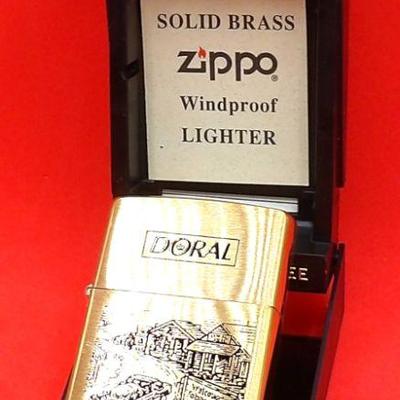 SOLID BRASS
zippo®
Windproof
LIGHTER
DORAL